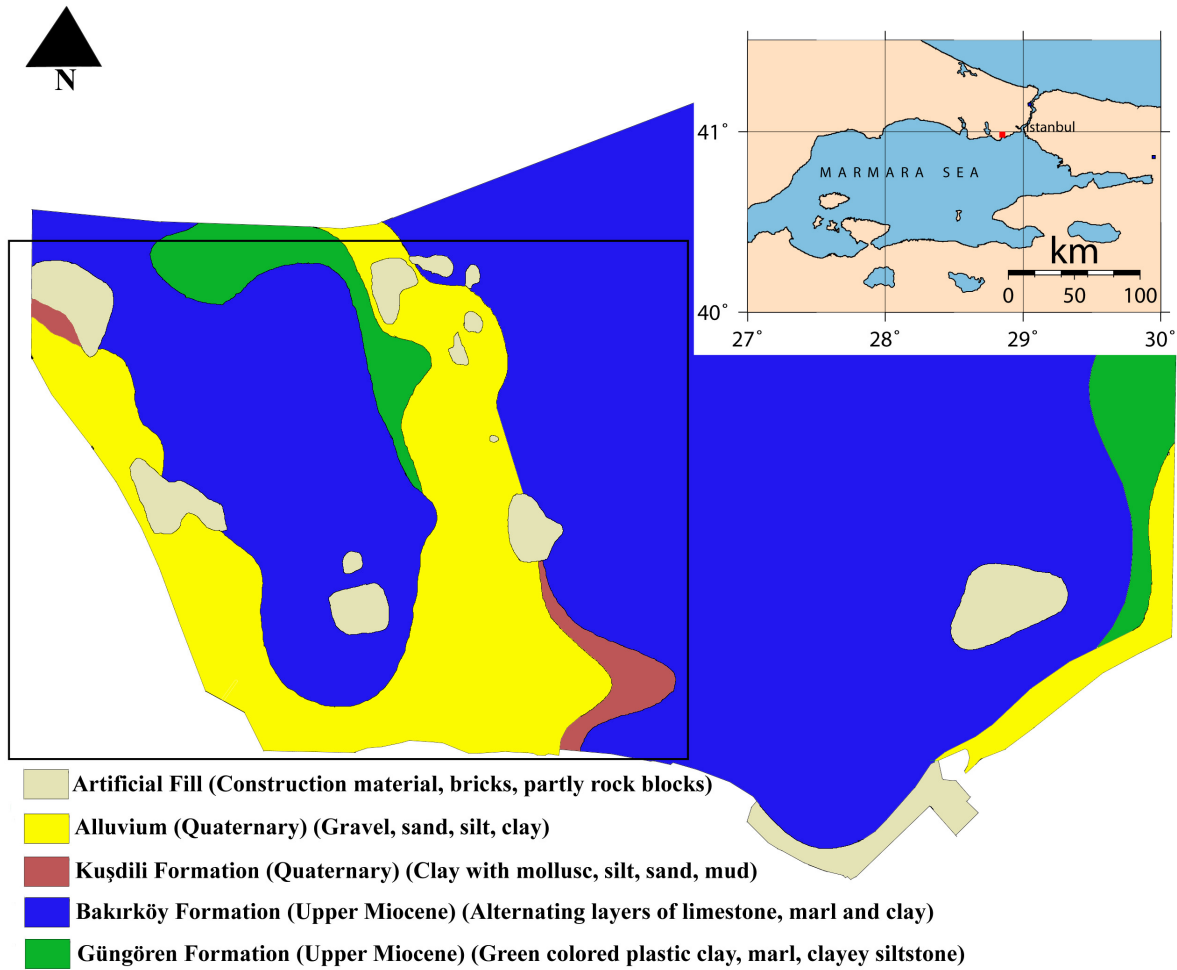 N
41°
40°
27°
28°
29°
30°
istanbul
MARMARA SEA
km
0 50 100
Artificial Fill (Construction material, bricks, partly rock blocks)
Alluvium (Quaternary) (Gravel, sand, silt, clay)
Kuşdili Formation (Quaternary) (Clay with mollusc, silt, sand, mud)
Bakırköy Formation (Upper Miocene) (Alternating layers of limestone, marl and clay)
Güngören Formation (Upper Miocene) (Green colored plastic clay, marl, clayey siltstone)